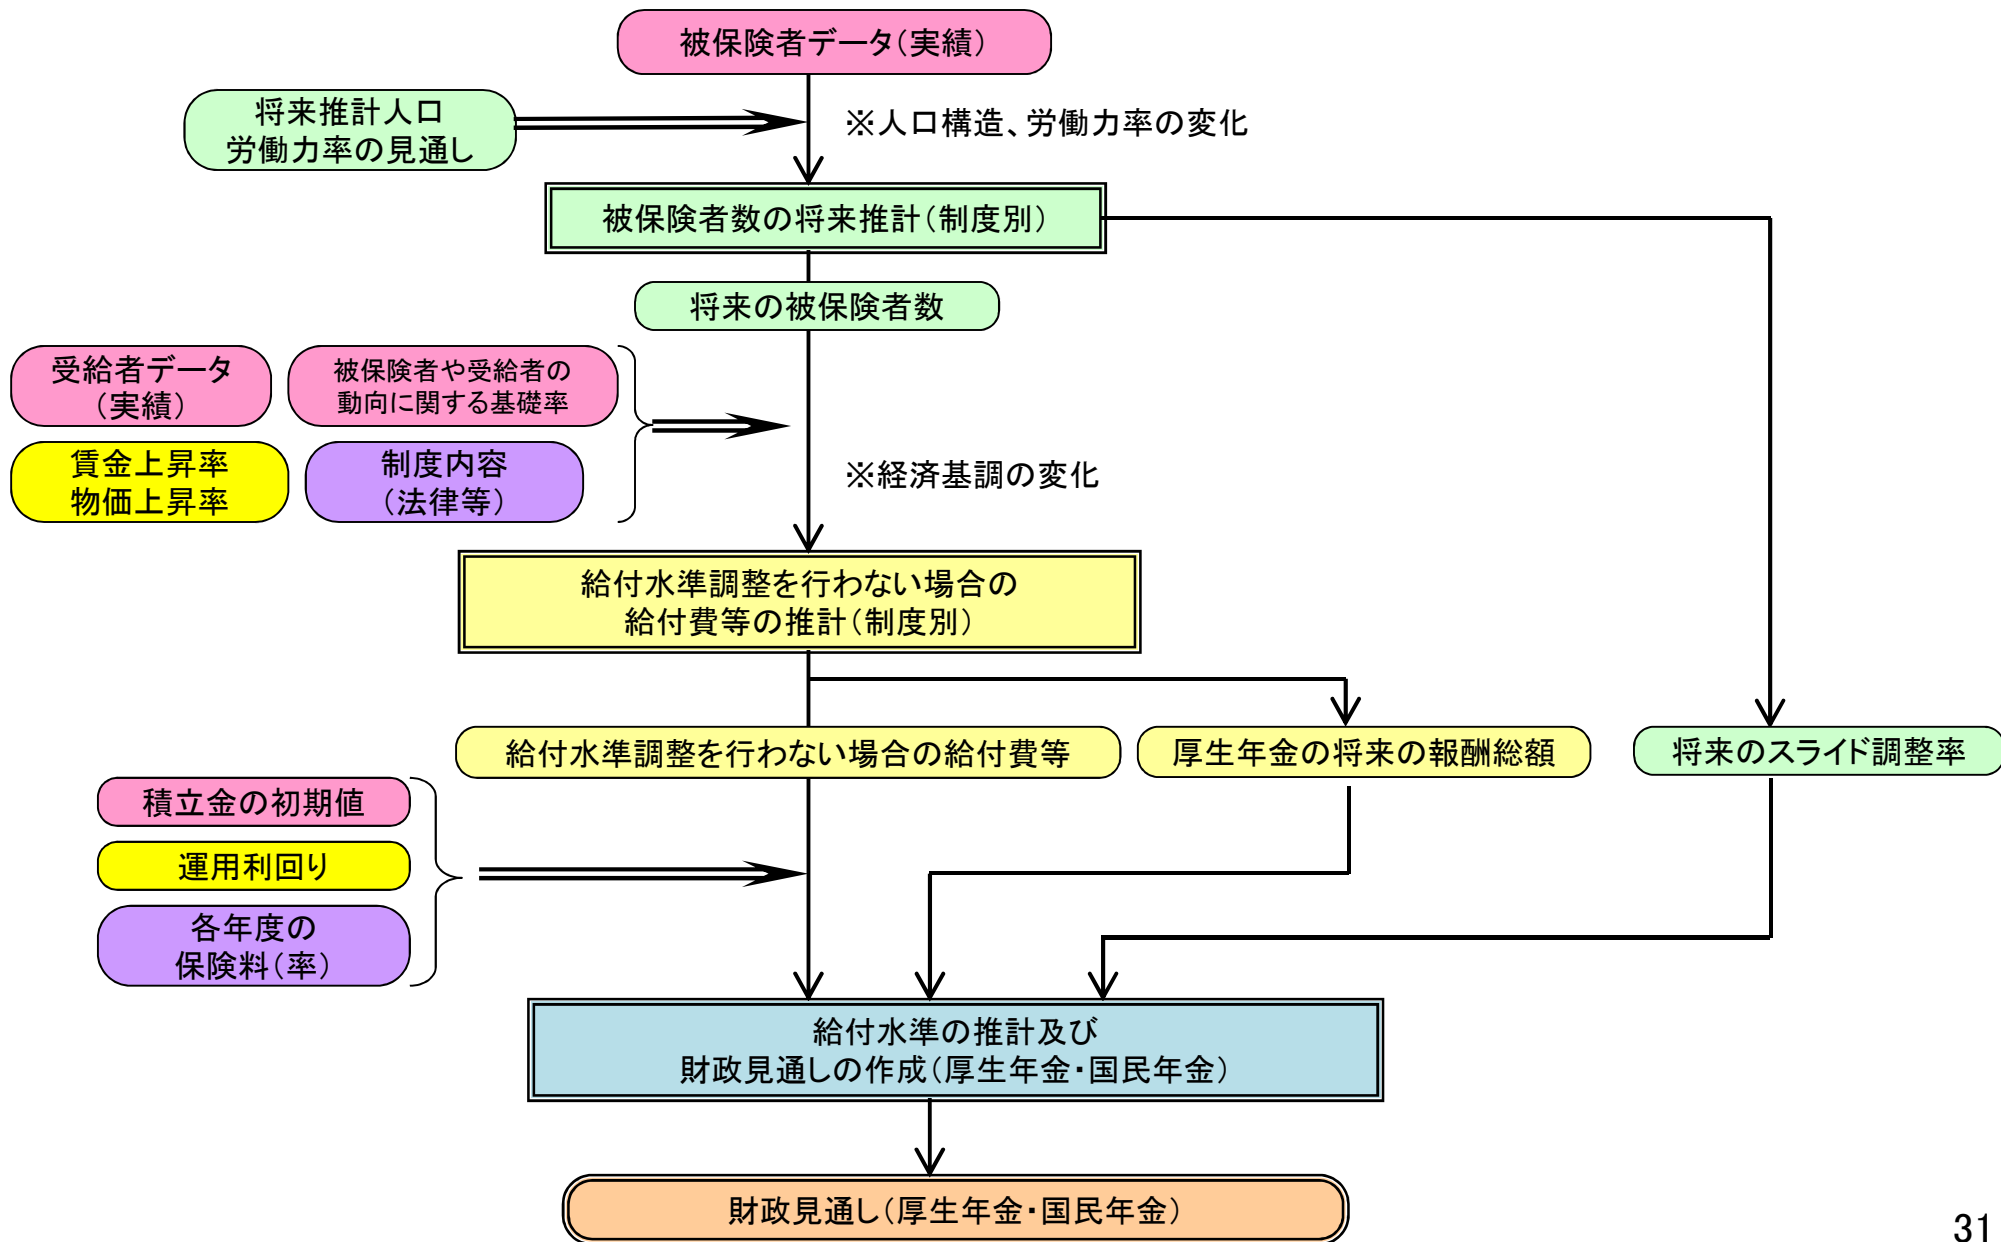 被保険者データ（実績）
将来推計人口
労働力率の見通し
※人口構造、労働力率の変化
被保険者数の将来推計（制度別）
将来の被保険者数
受給者データ
（実績）
被保険者や受給者の
動向に関する基礎率
賃金上昇率
物価上昇率
制度内容
（法律等）
※経済基調の変化
給付水準調整を行わない場合の
給付費等の推計（制度別）
給付水準調整を行わない場合の給付費等
厚生年金の将来の報酬総額
将来のスライド調整率
積立金の初期値
運用利回り
各年度の
保険料（率）
給付水準の推計及び
財政見通しの作成（厚生年金・国民年金）
財政見通し（厚生年金・国民年金）
31